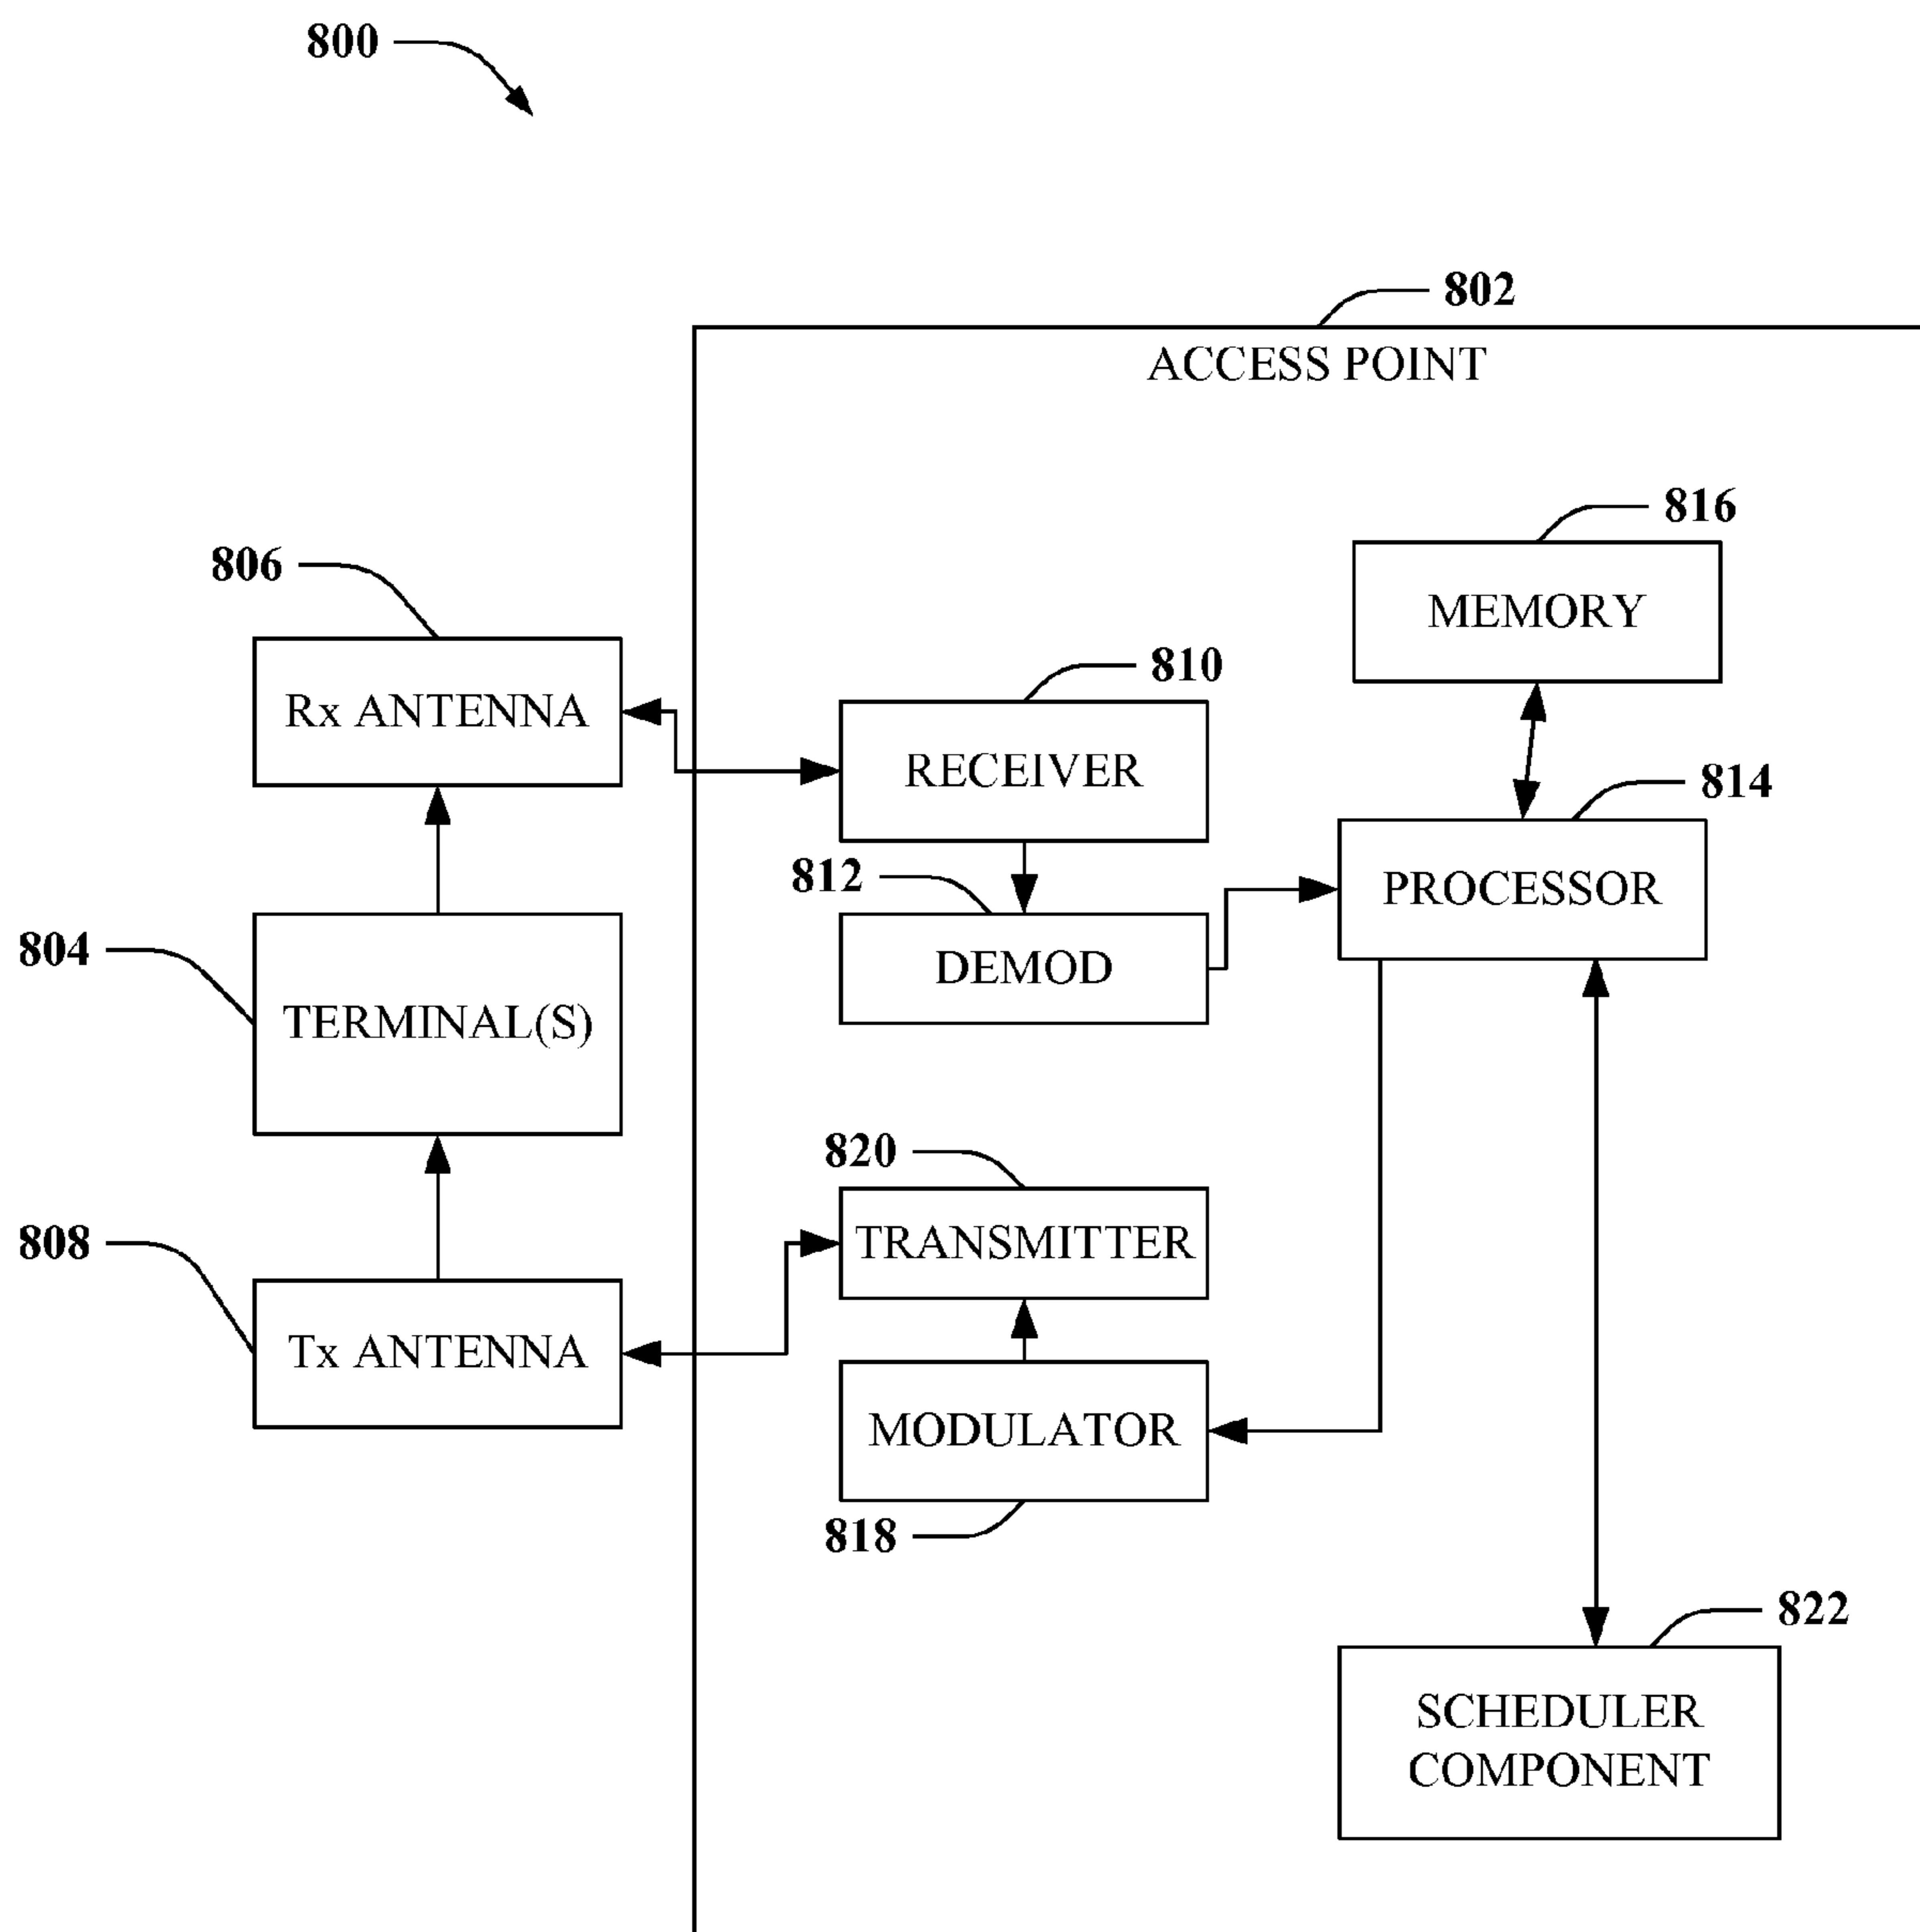 800
802
ACCESS POINT
816
MEMORY
806
Rx ANTENNA
810
RECEIVER
814
PROCESSOR
812
DEMOD
804
TERMINAL(S)
820
TRANSMITTER
808
Tx ANTENNA
MODULATOR
818
822
SCHEDULER
COMPONENT